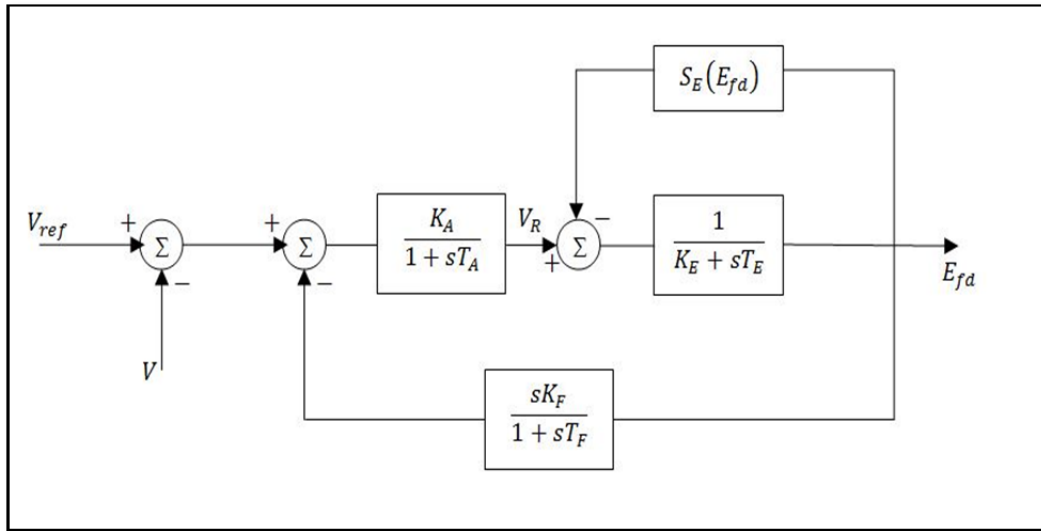 S_E(E_fd)
V_ref
+
Σ
−
V
+
Σ
−
K_A
1 + sT_A
V_R
+
Σ
−
1
K_E + sT_E
E_fd
sK_F
1 + sT_F